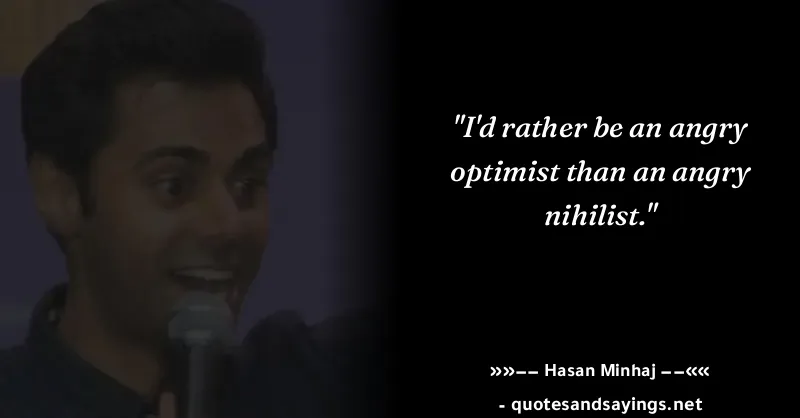 "I'd rather be an angry
optimist than an angry
nihilist."
»»−− Hasan Minhaj −−««
- quotesandsayings.net